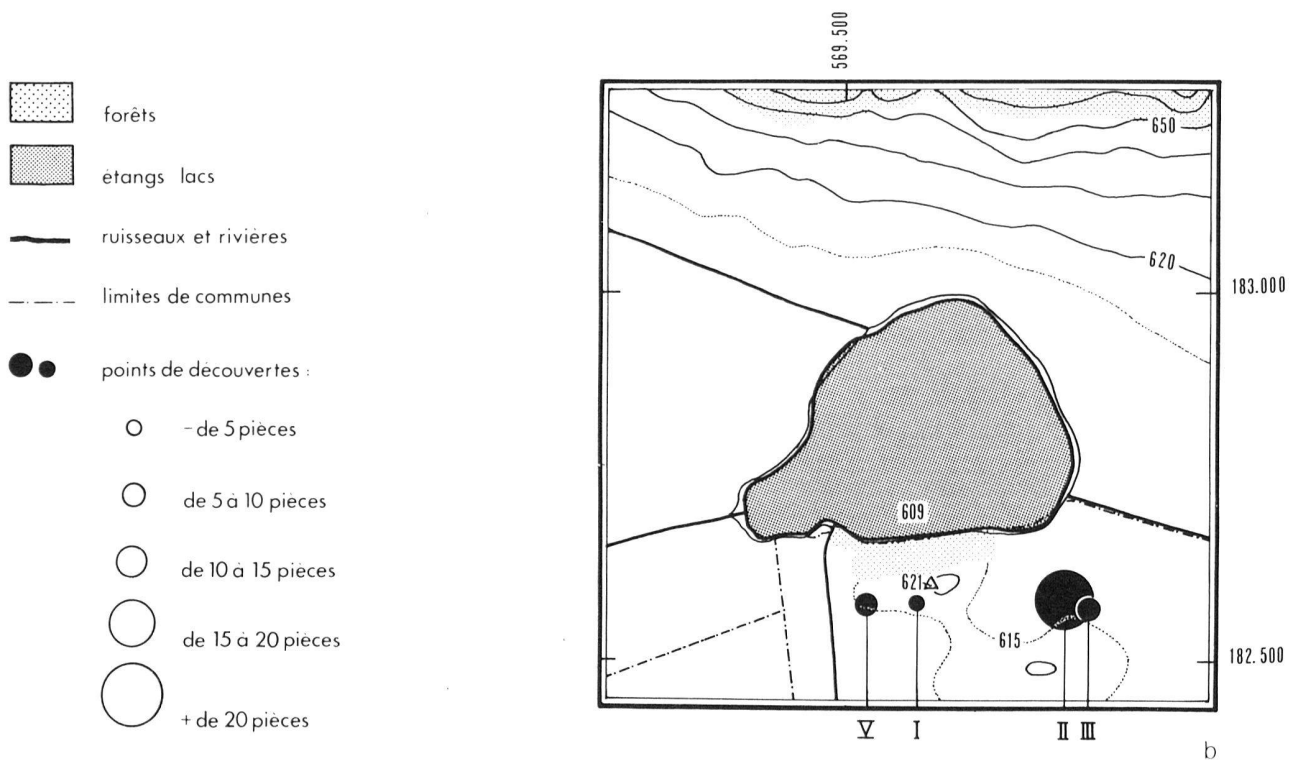 forêts
étangs lacs
ruisseaux et rivières
limites de communes
points de découvertes :
- de 5 pièces
de 5 à 10 pièces
de 10 à 15 pièces
de 15 à 20 pièces
+ de 20 pièces
569.500
650
620
183.000
609
621
615
182.500
V I II III
b